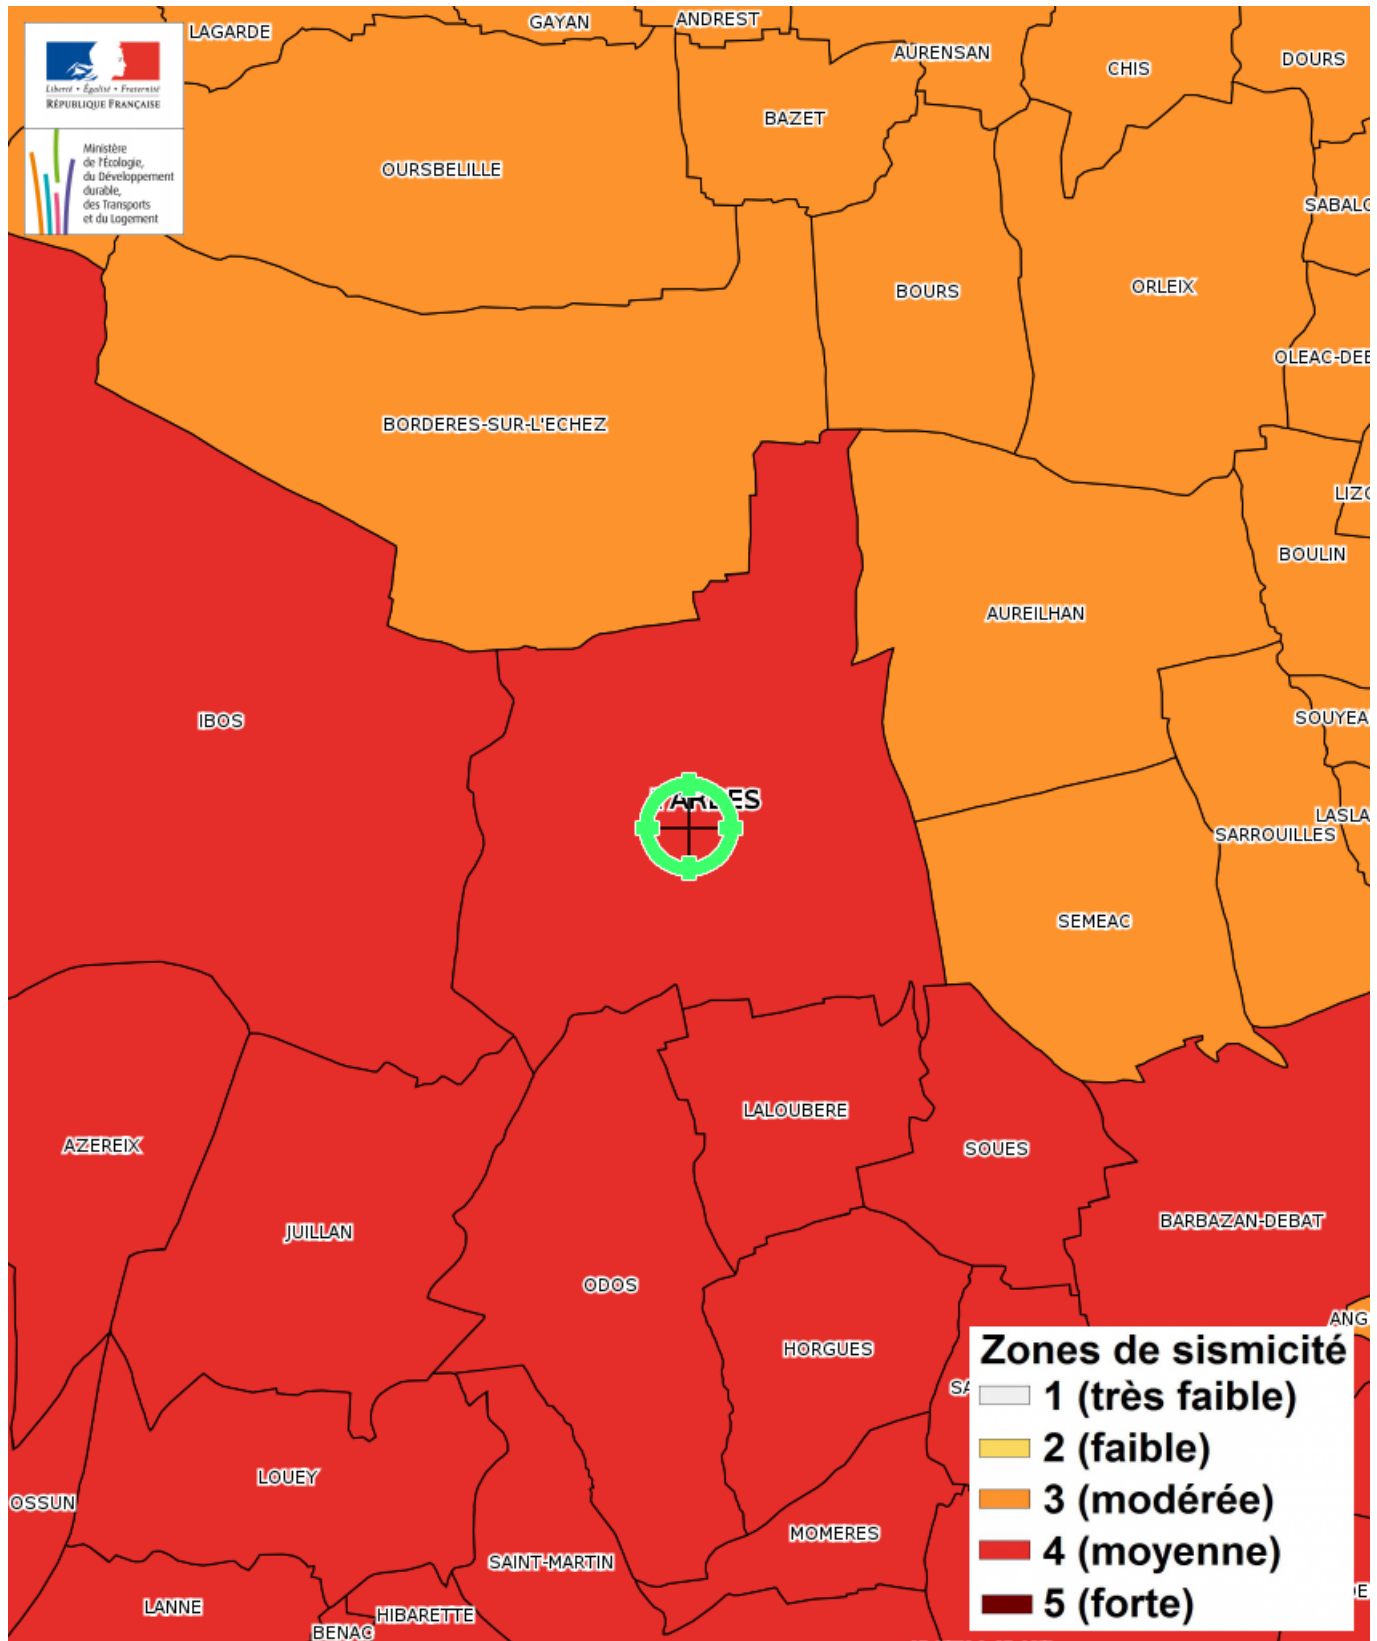 LAGARDE
GAYAN
ANDREST
AURENSAN
CHIS
DOURS
Liberté • Égalité • Fraternité
RÉPUBLIQUE FRANÇAISE
BAZET
Ministère
de l'Écologie,
du Développement
durable,
des Transports
et du Logement
OURSBELILLE
SABALO
BOURS
ORLEIX
OLEAC-DEB
BORDERES-SUR-L'ECHEZ
LIZO
BOULIN
AUREILHAN
IBOS
SOUYEA
TARBES
LASLA
SARROUILLES
SEMEAC
LALOUBERE
AZEREIX
SOUES
BARBAZAN-DEBAT
JUILLAN
ODOS
ANG
HORGUES
SA
Zones de sismicité
1 (très faible)
2 (faible)
3 (modérée)
4 (moyenne)
5 (forte)
LOUEY
OSSUN
MOMERES
SAINT-MARTIN
LANNE
HIBARETTE
BENAC